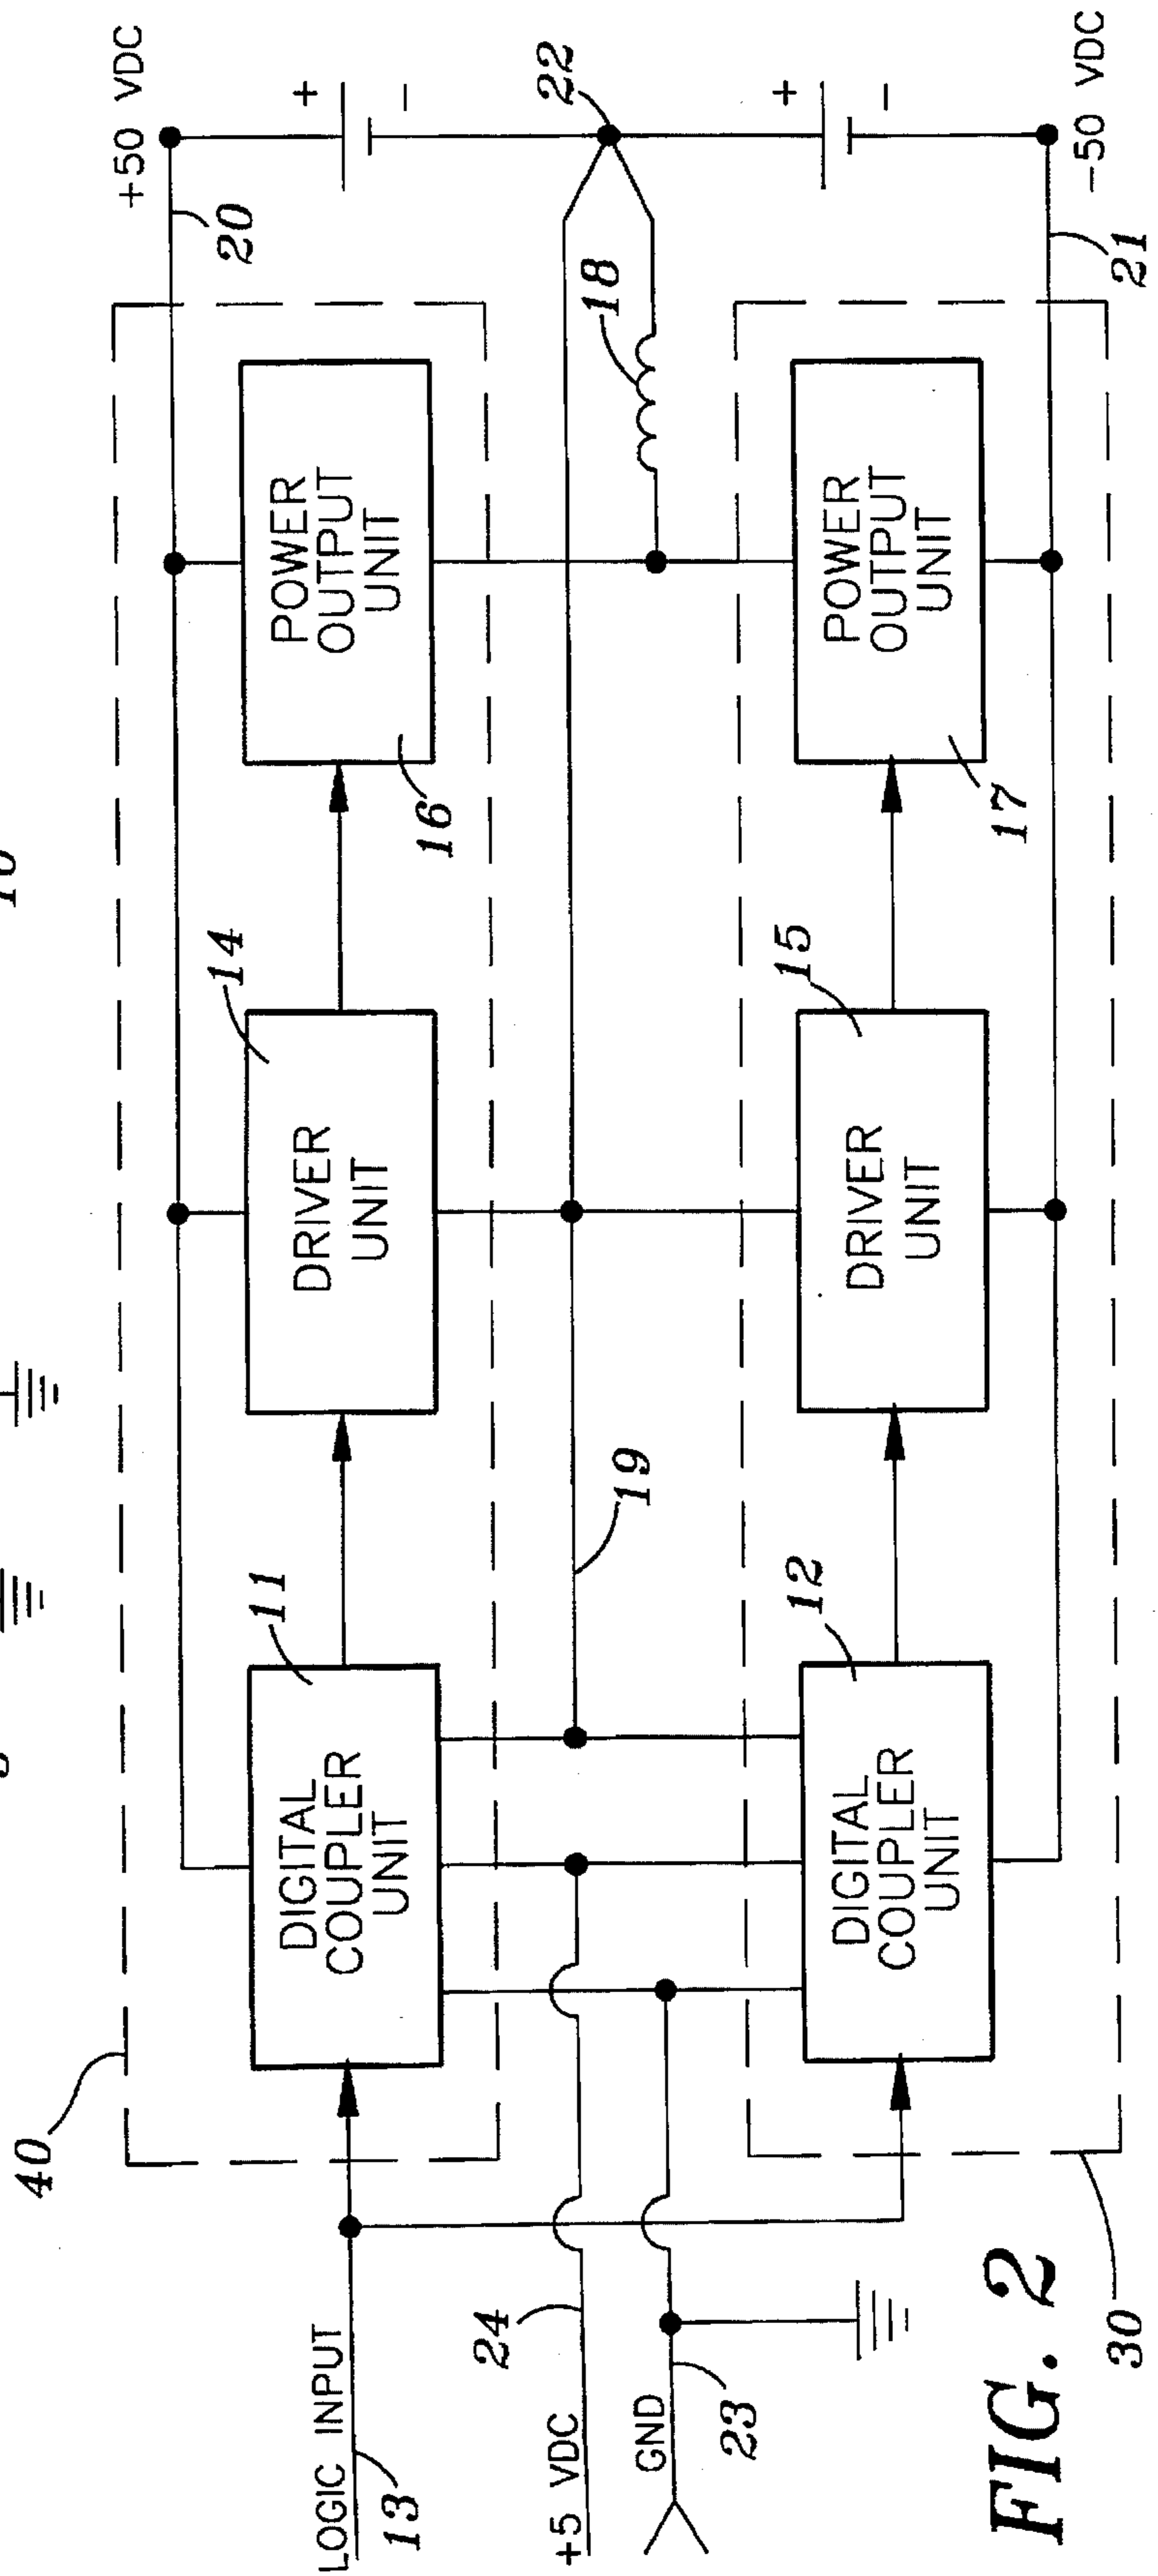 40
+50 VDC
20
LOGIC INPUT
13
DIGITAL
COUPLER
UNIT
11
DRIVER
UNIT
14
POWER
OUTPUT
UNIT
16
+
-
22
+5 VDC
24
19
18
GND
23
DIGITAL
COUPLER
UNIT
12
DRIVER
UNIT
15
POWER
OUTPUT
UNIT
17
+
-
-50 VDC
21
30
FIG. 2
10